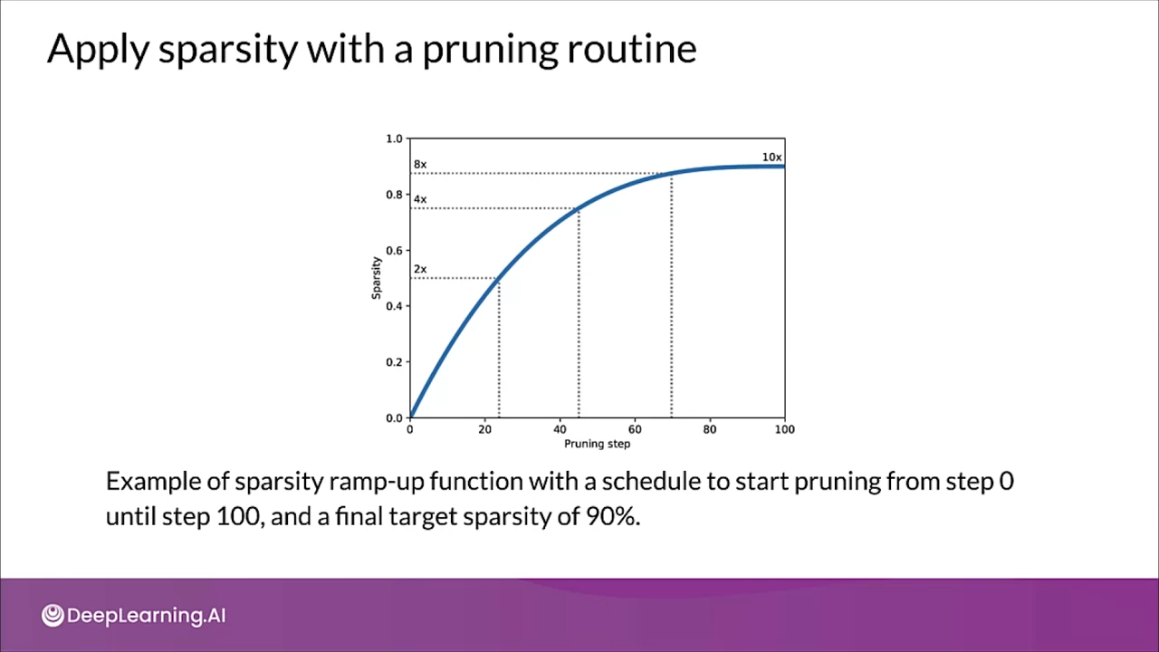 Apply sparsity with a pruning routine
1.0
10x
8x
0.8
4x
0.6
2x
Sparsity
0.4
0.2
0.0
0 20 40 60 80 100
Pruning step
Example of sparsity ramp-up function with a schedule to start pruning from step 0
until step 100, and a final target sparsity of 90%.
DeepLearning.AI